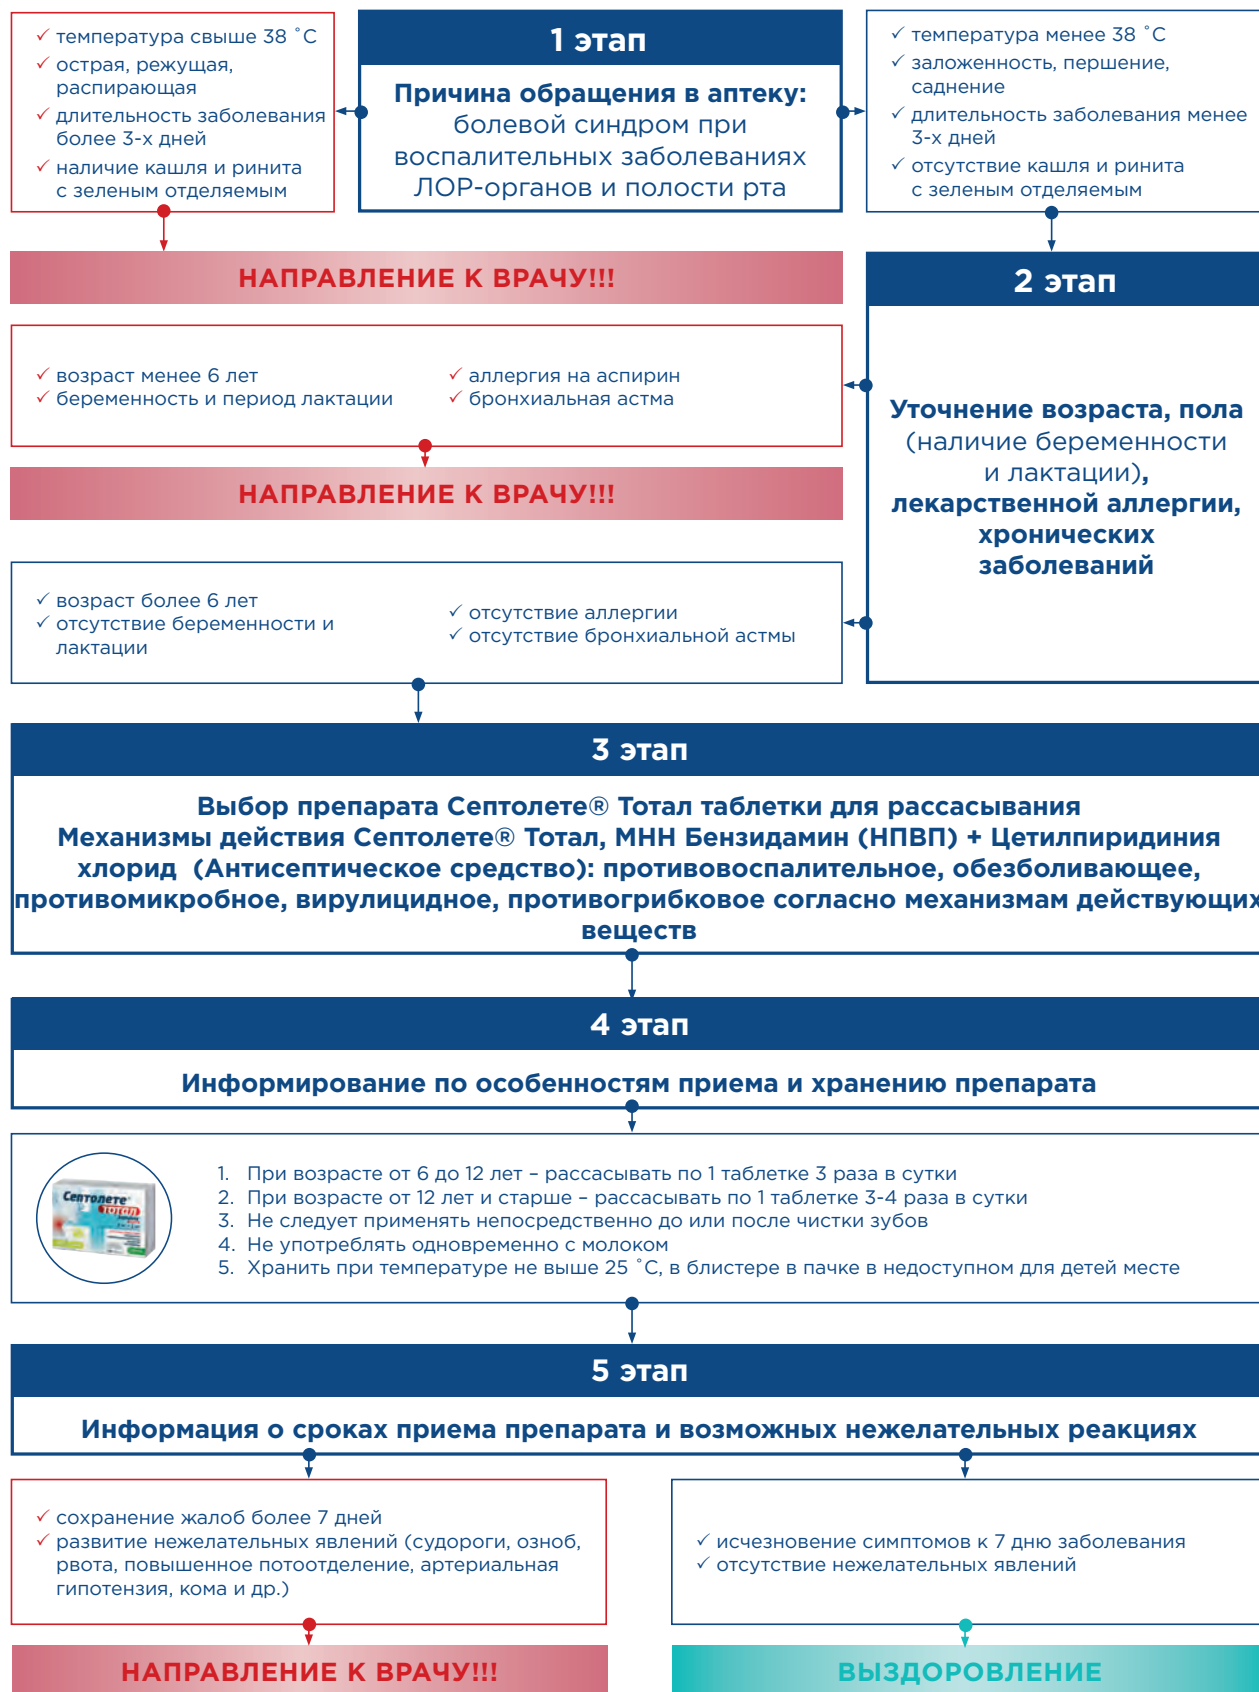 ✓ температура свыше 38 ˚С
✓ острая, режущая,
распирающая
✓ длительность заболевания
более 3-х дней
✓ наличие кашля и ринита
с зеленым отделяемым
1 этап
Причина обращения в аптеку:
болевой синдром при
воспалительных заболеваниях
ЛОР-органов и полости рта
✓ температура менее 38 ˚С
✓ заложенность, першение,
саднение
✓ длительность заболевания менее
3-х дней
✓ отсутствие кашля и ринита
с зеленым отделяемым
НАПРАВЛЕНИЕ К ВРАЧУ!!!
2 этап
Уточнение возраста, пола
(наличие беременности
и лактации),
лекарственной аллергии,
хронических
заболеваний
✓ возраст менее 6 лет
✓ беременность и период лактации
✓ аллергия на аспирин
✓ бронхиальная астма
НАПРАВЛЕНИЕ К ВРАЧУ!!!
✓ возраст более 6 лет
✓ отсутствие беременности и
лактации
✓ отсутствие аллергии
✓ отсутствие бронхиальной астмы
3 этап
Выбор препарата Септолете® Тотал таблетки для рассасывания
Механизмы действия Септолете® Тотал, МНН Бензидамин (НПВП) + Цетилпиридиния
хлорид (Антисептическое средство): противовоспалительное, обезболивающее,
противомикробное, вирулицидное, противогрибковое согласно механизмам действующих
веществ
4 этап
Информирование по особенностям приема и хранению препарата
Септолете®
ТОТАЛ
1. При возрасте от 6 до 12 лет – рассасывать по 1 таблетке 3 раза в сутки
2. При возрасте от 12 лет и старше – рассасывать по 1 таблетке 3-4 раза в сутки
3. Не следует применять непосредственно до или после чистки зубов
4. Не употреблять одновременно с молоком
5. Хранить при температуре не выше 25 ˚С, в блистере в пачке в недоступном для детей месте
5 этап
Информация о сроках приема препарата и возможных нежелательных реакциях
✓ сохранение жалоб более 7 дней
✓ развитие нежелательных явлений (судороги, озноб,
рвота, повышенное потоотделение, артериальная
гипотензия, кома и др.)
✓ исчезновение симптомов к 7 дню заболевания
✓ отсутствие нежелательных явлений
НАПРАВЛЕНИЕ К ВРАЧУ!!!
ВЫЗДОРОВЛЕНИЕ